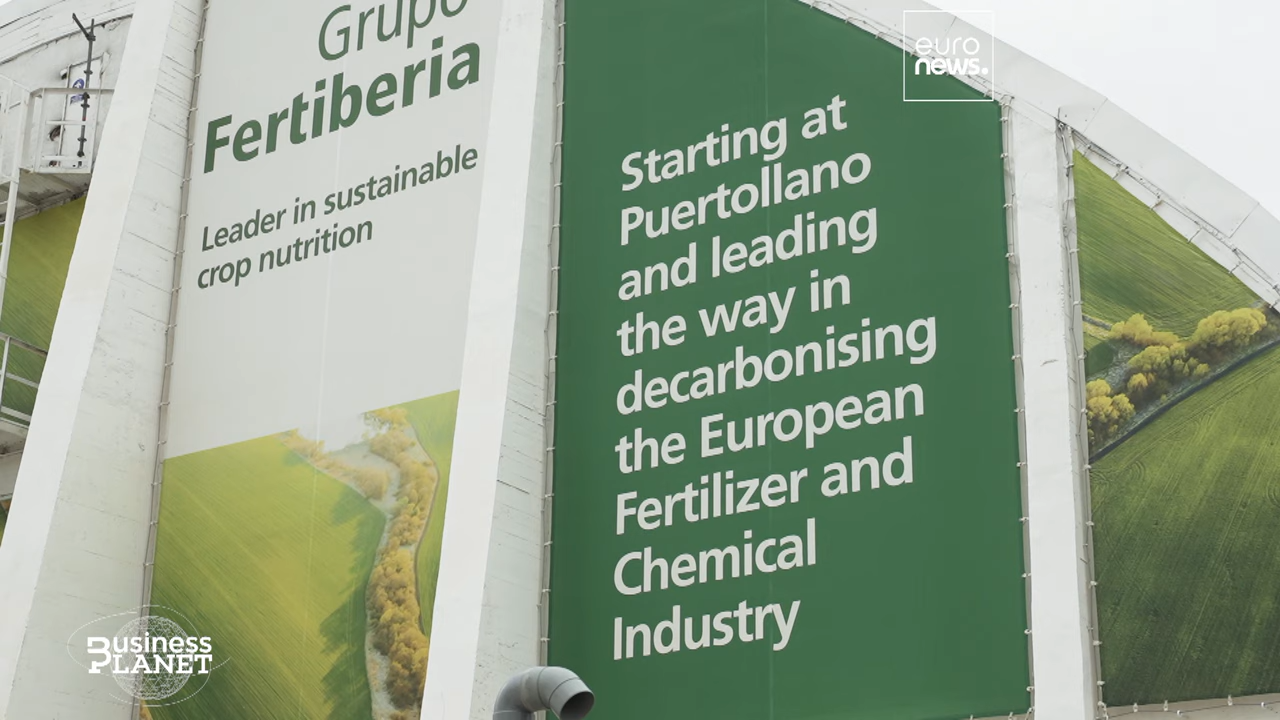 Grupo
Fertiberia
Leader in sustainable
crop nutrition
euro
news.
Starting at
Puertollano
and leading
the way in
decarbonising
the European
Fertilizer and
Chemical
Industry
Business
PLANET